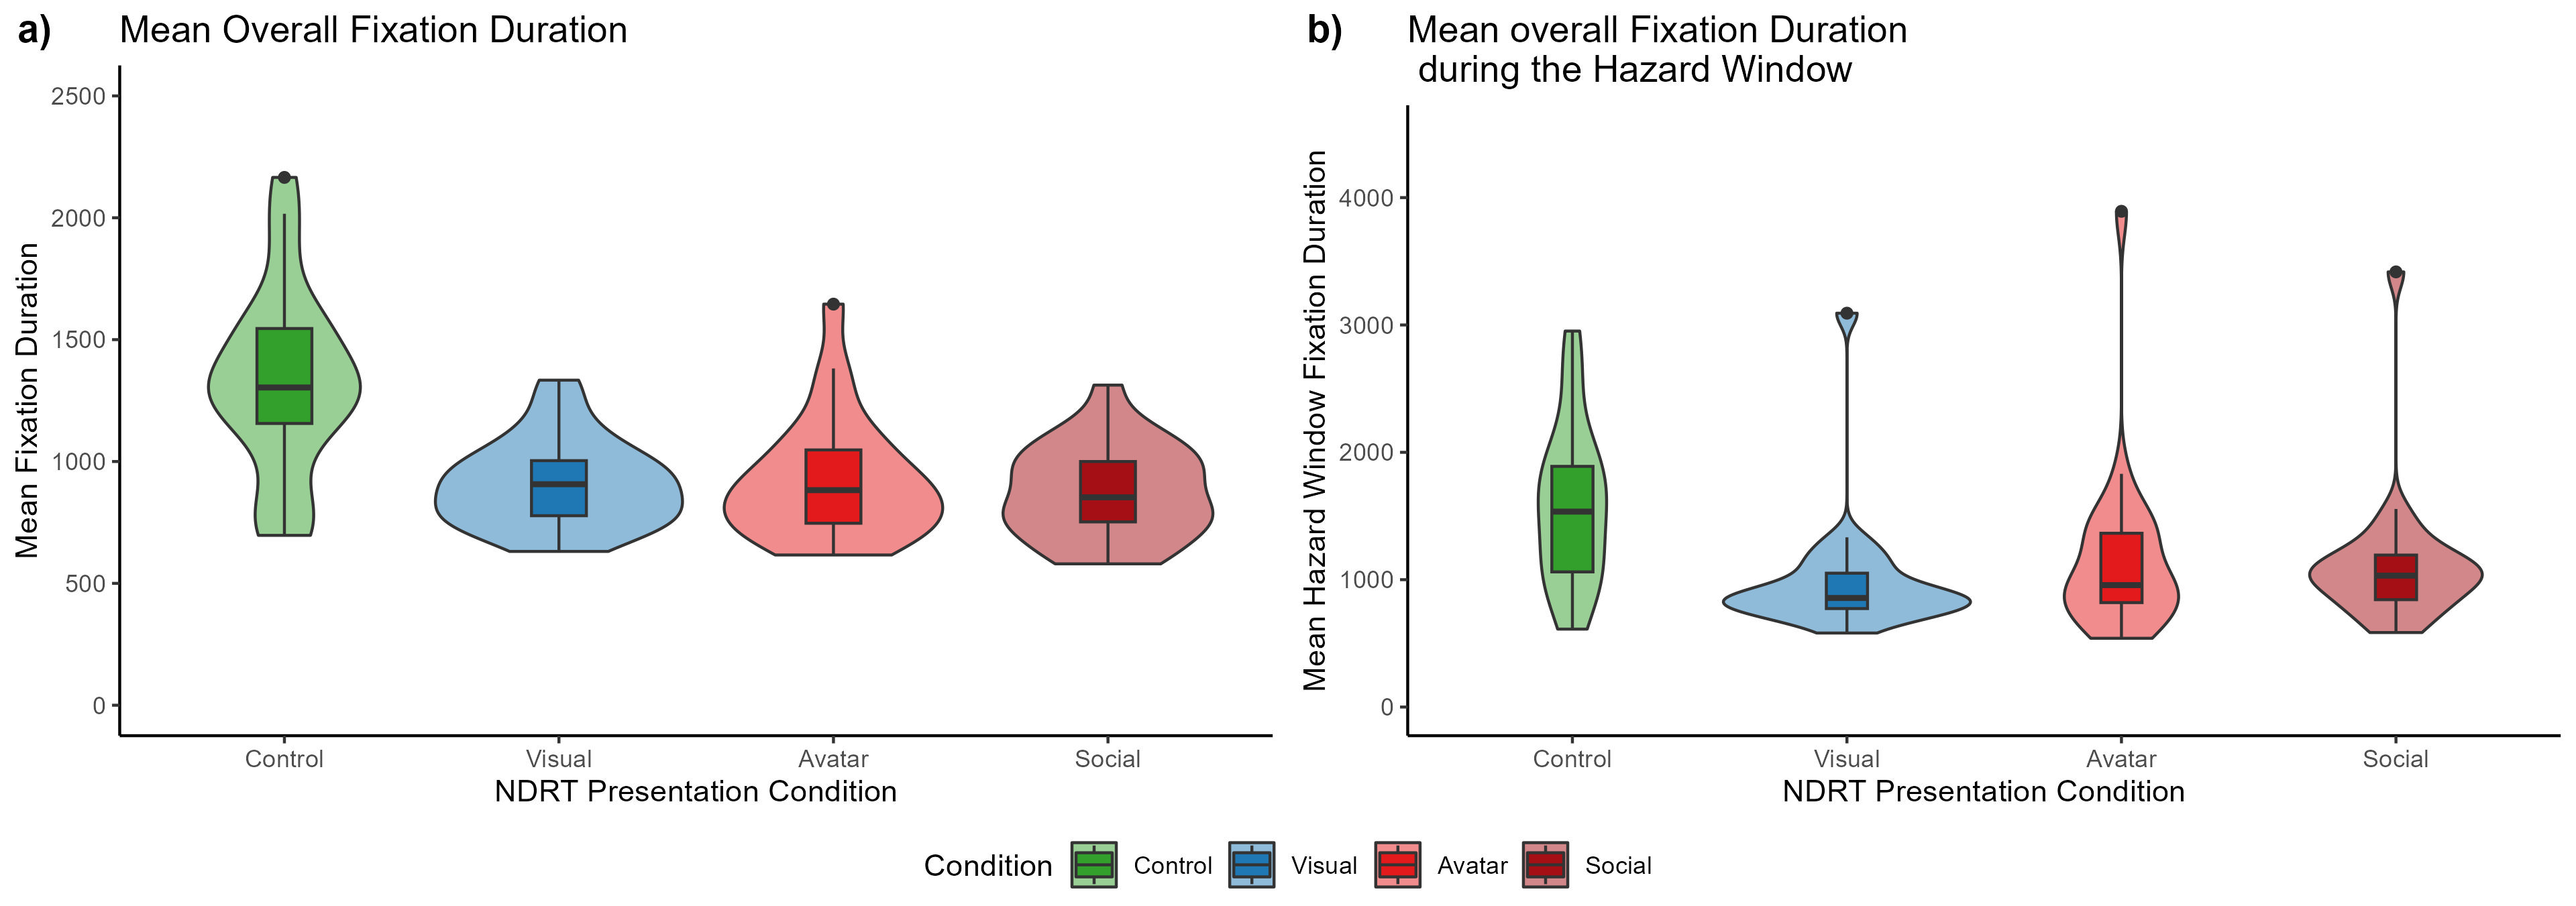 a) Mean Overall Fixation Duration
Mean Fixation Duration
2500
2000
1500
1000
500
0
Control Visual Avatar Social
NDRT Presentation Condition
b) Mean overall Fixation Duration
during the Hazard Window
Mean Hazard Window Fixation Duration
4000
3000
2000
1000
0
Control Visual Avatar Social
NDRT Presentation Condition
Condition Control Visual Avatar Social